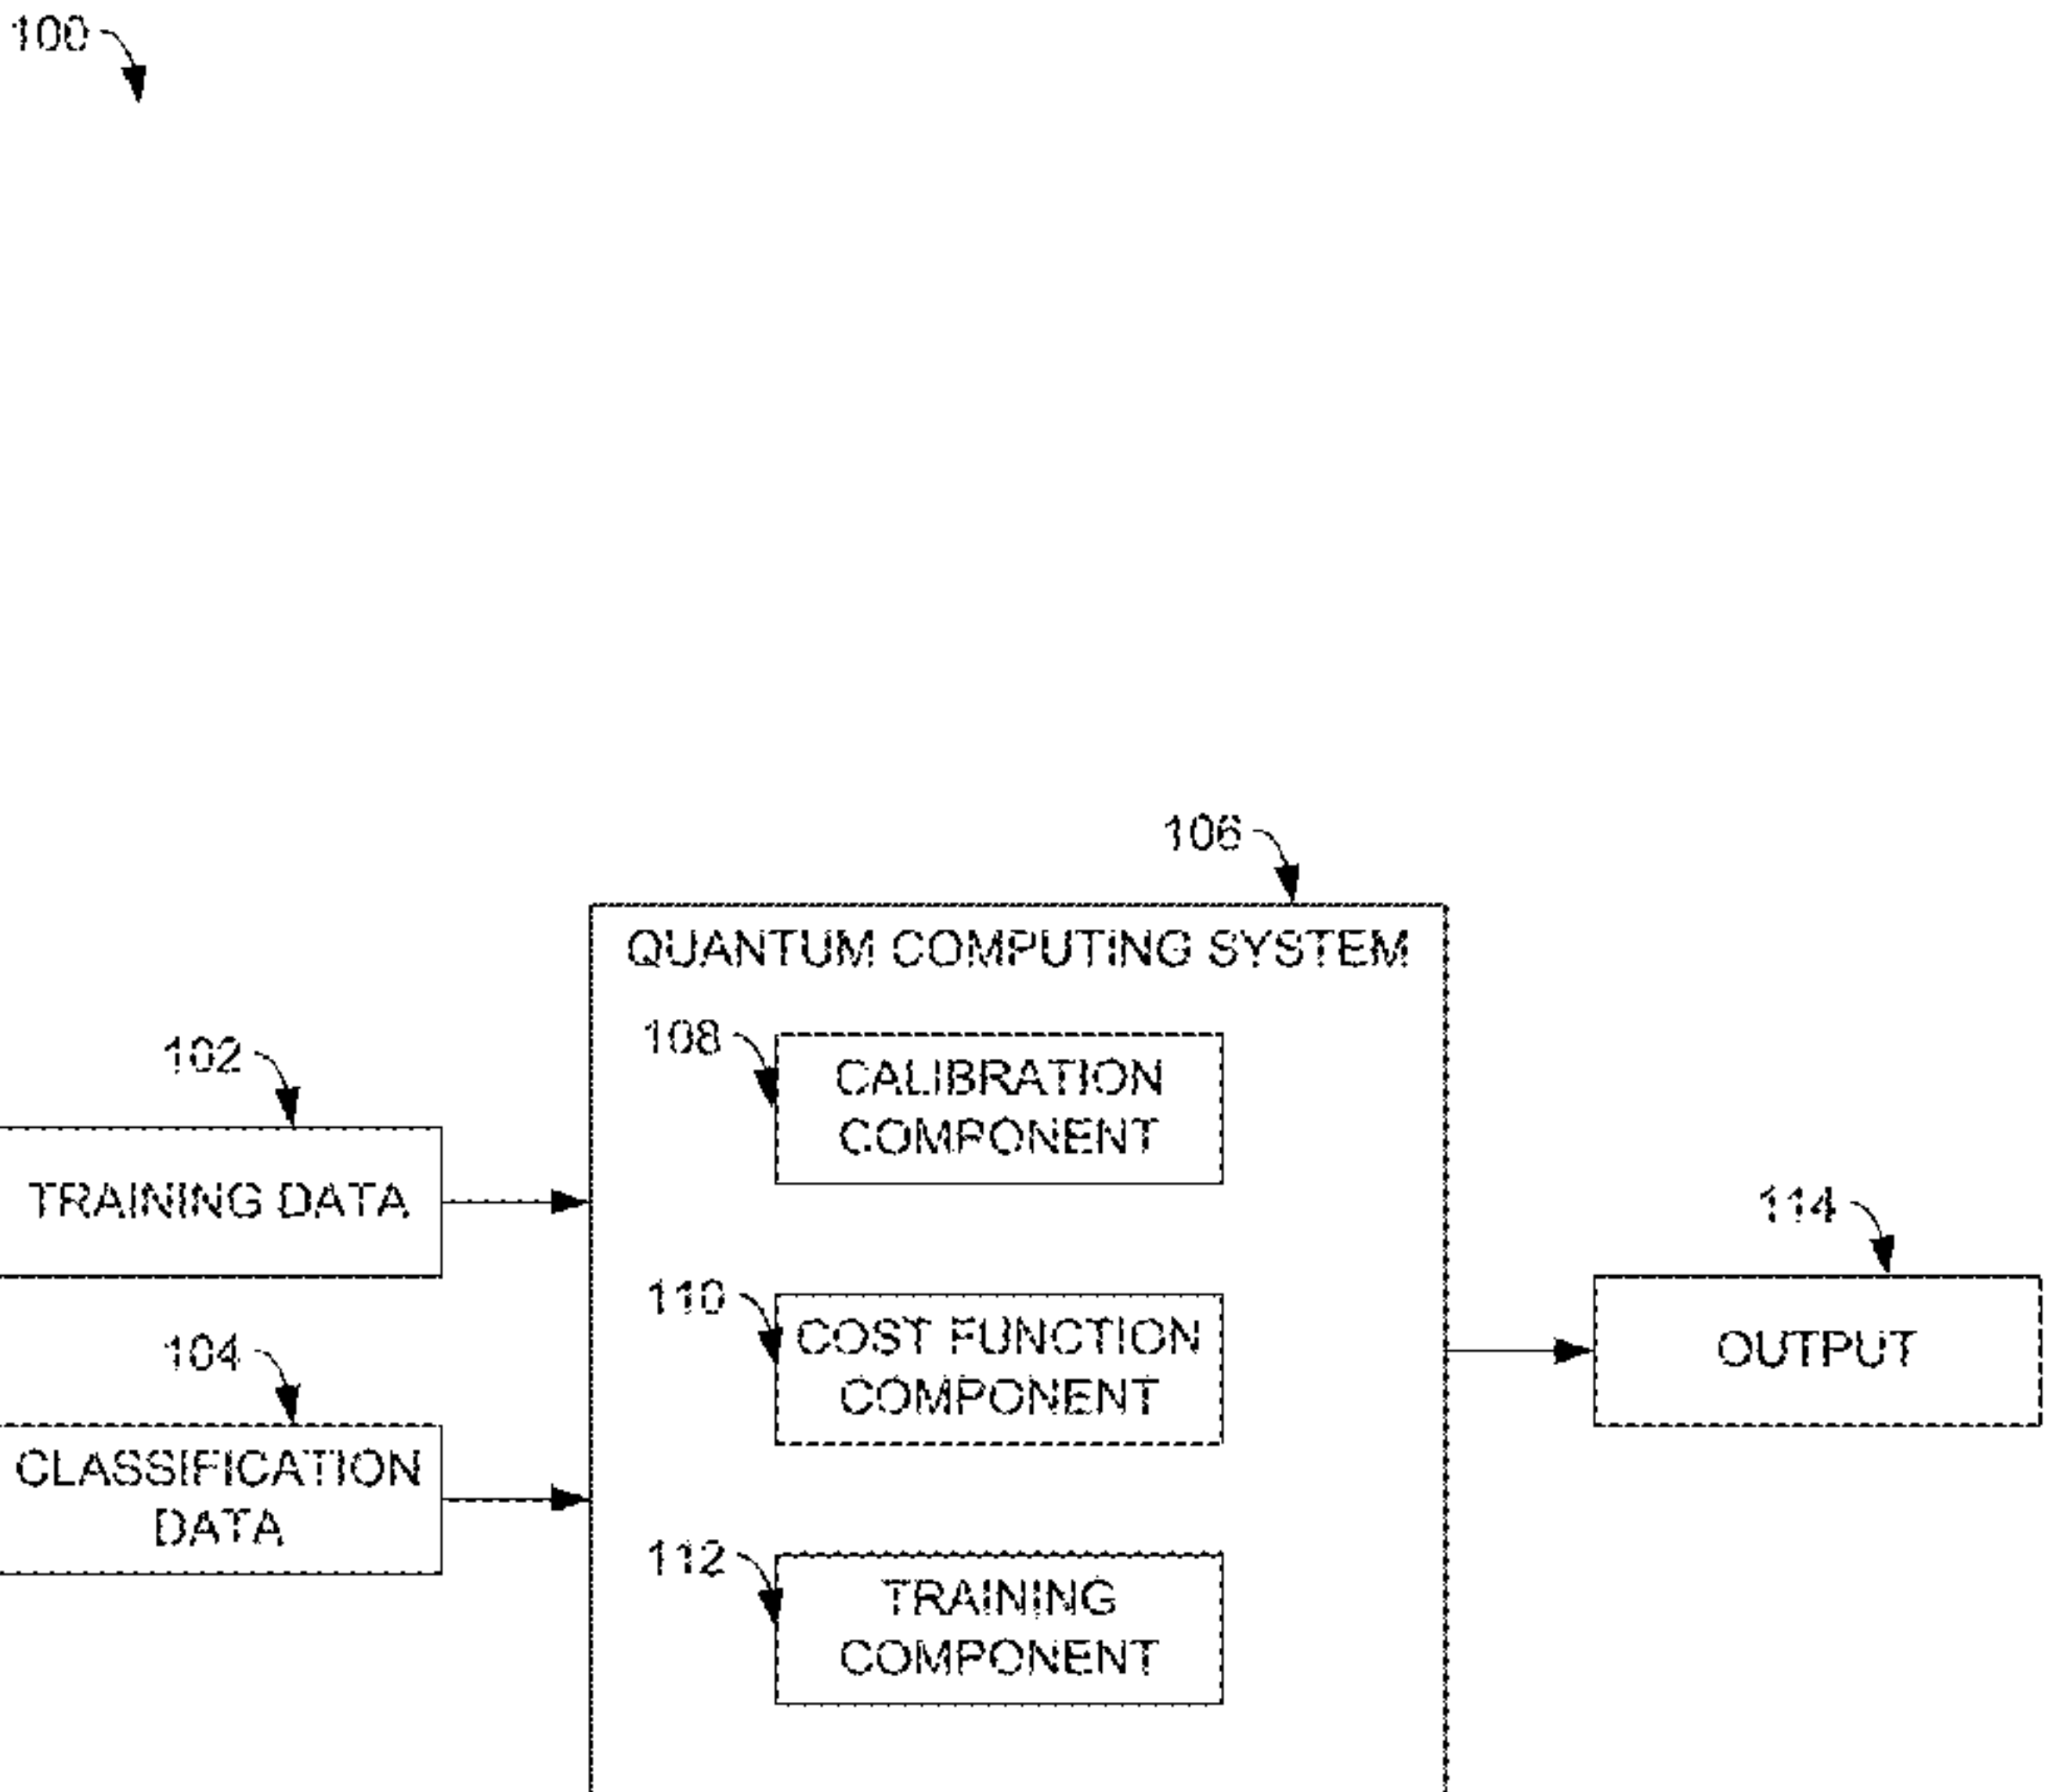 100
106
QUANTUM COMPUTING SYSTEM
108
CALIBRATION
COMPONENT
102
TRAINING DATA
114
OUTPUT
110
COST FUNCTION
COMPONENT
104
CLASSIFICATION
DATA
112
TRAINING
COMPONENT